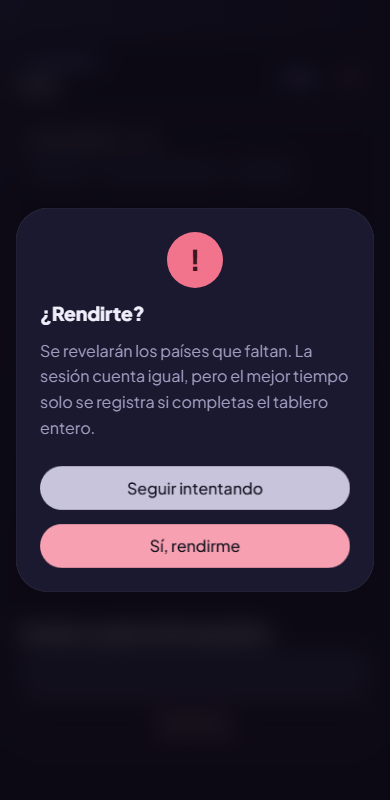 !
¿Rendirte?
Se revelarán los países que faltan. La
sesión cuenta igual, pero el mejor tiempo
solo se registra si completas el tablero
entero.
Seguir intentando
Sí, rendirme